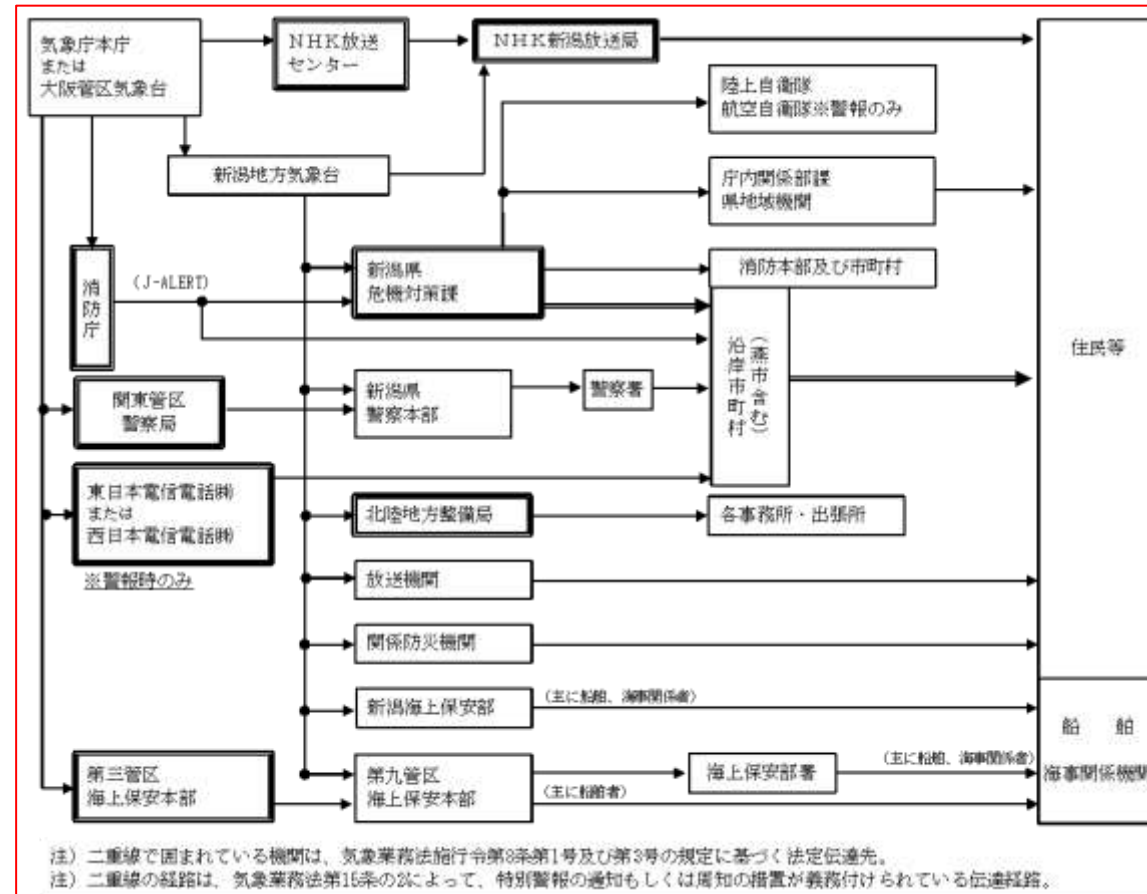 気象庁本庁
または
大阪管区気象台
NHK放送
センター
NHK新潟放送局
陸上自衛隊
航空自衛隊※警報のみ
新潟地方気象台
庁内関係部課
県地域機関
消防庁
(J-ALERT)
新潟県
危機対策課
消防本部及び市町村
沿岸市町村
(燕市含む)
住民等
関東管区
警察局
新潟県
警察本部
警察署
東日本電信電話㈱
または
西日本電信電話㈱
※警報時のみ
北陸地方整備局
各事務所・出張所
放送機関
関係防災機関
新潟海上保安部
(主に船舶、海事関係者)
船 舶
海事関係機関
第三管区
海上保安本部
第九管区
海上保安本部
海上保安部署
(主に船舶、海事関係者)
(主に船舶者)
注）二重線で囲まれている機関は、気象業務法施行令第8条第1号及び第3号の規定に基づく法定伝達先。
注）二重線の経路は、気象業務法第15条の2によって、特別警報の通知もしくは周知の措置が義務付けられている伝達経路。